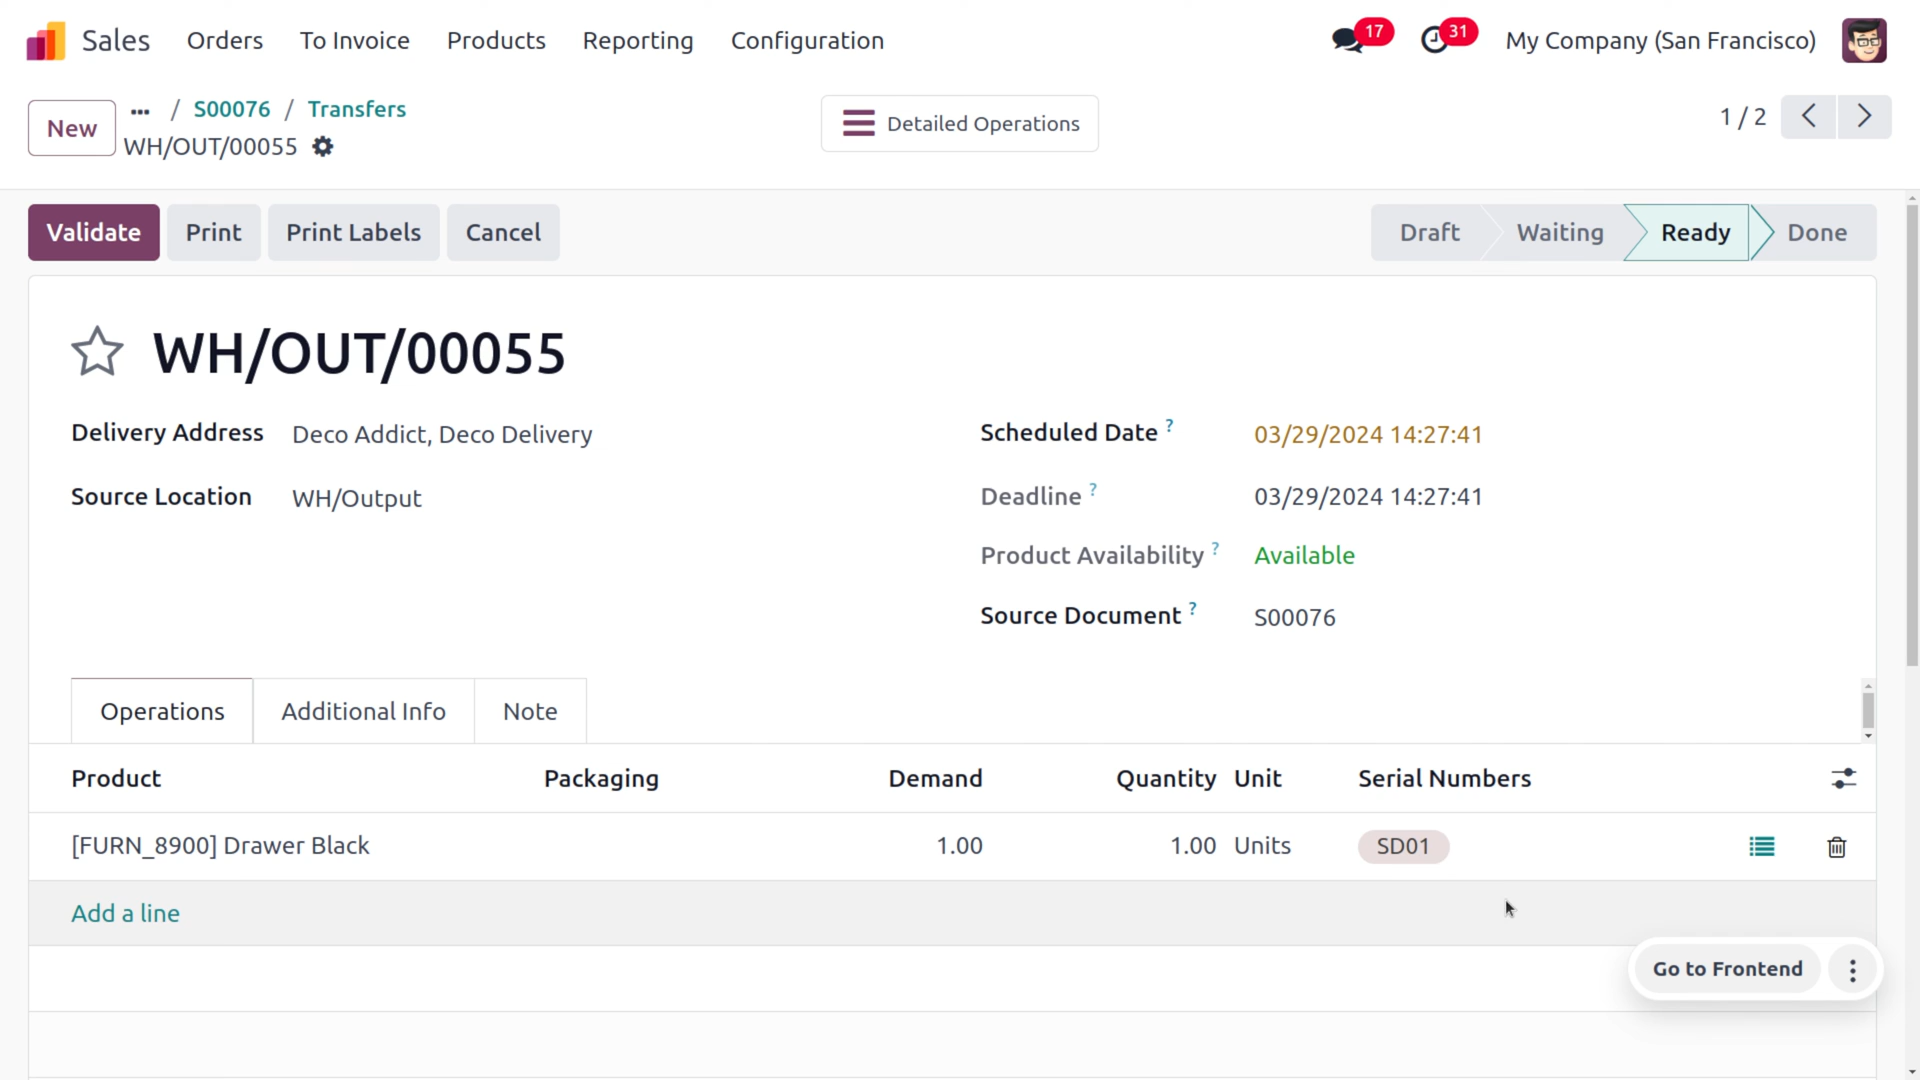 Sales Orders To Invoice Products Reporting Configuration 17 31 My Company (San Francisco)
New ... / S00076 / Transfers
WH/OUT/00055
Detailed Operations
1 / 2
Validate Print Print Labels Cancel Draft Waiting Ready Done
WH/OUT/00055
Delivery Address Deco Addict, Deco Delivery Scheduled Date ? 03/29/2024 14:27:41
Source Location WH/Output Deadline ? 03/29/2024 14:27:41
Product Availability ? Available
Source Document ? S00076
Operations Additional Info Note
Product Packaging Demand Quantity Unit Serial Numbers
[FURN_8900] Drawer Black 1.00 1.00 Units SD01
Add a line
Go to Frontend